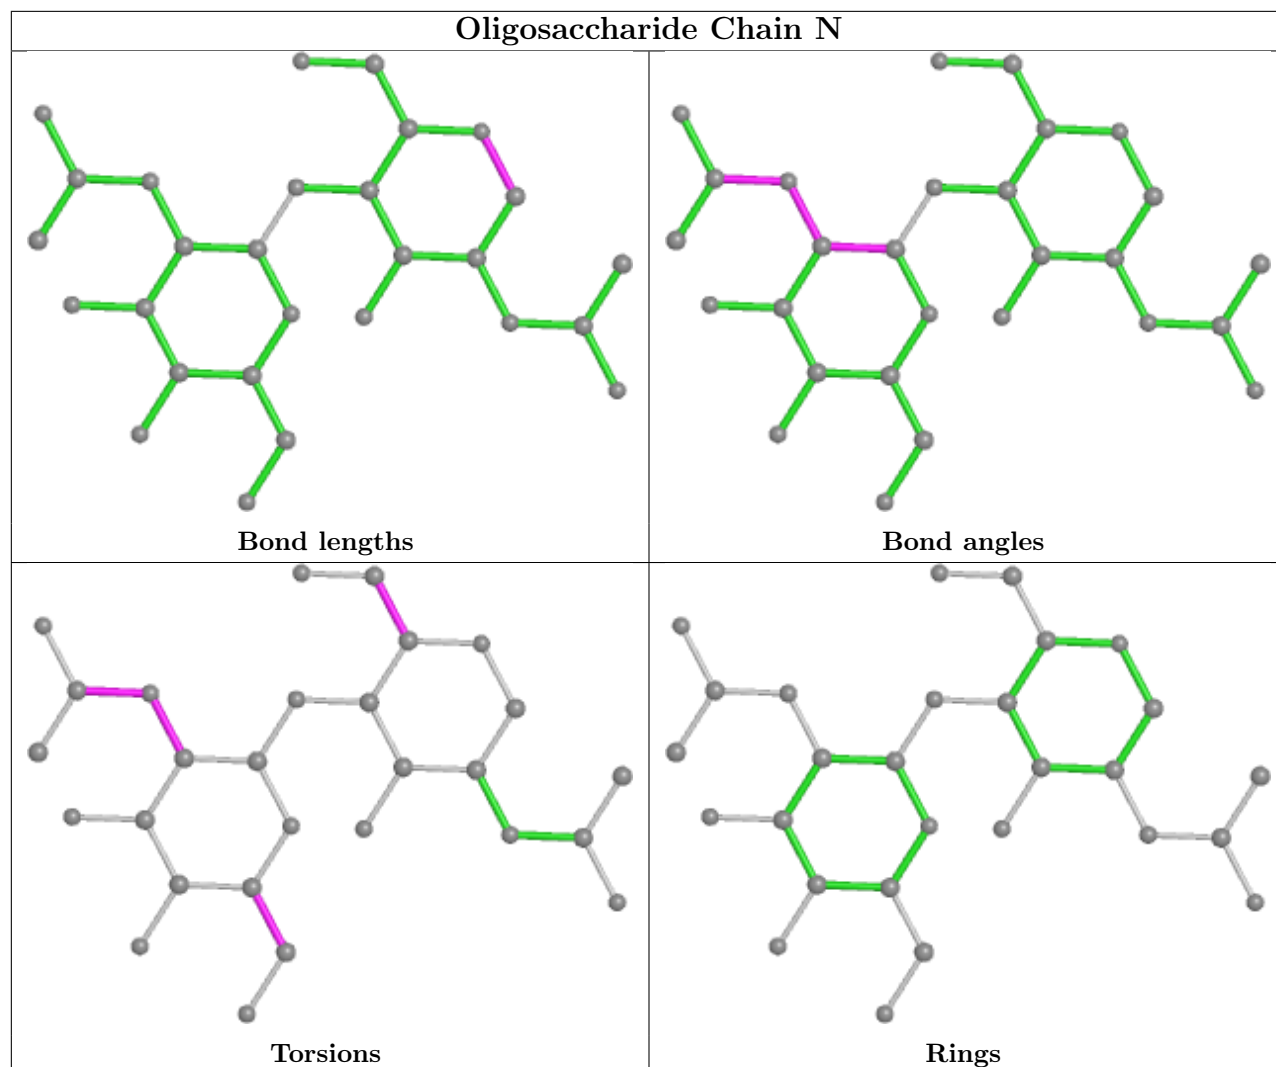 Oligosaccharide Chain N
Bond lengths
Bond angles
Torsions
Rings